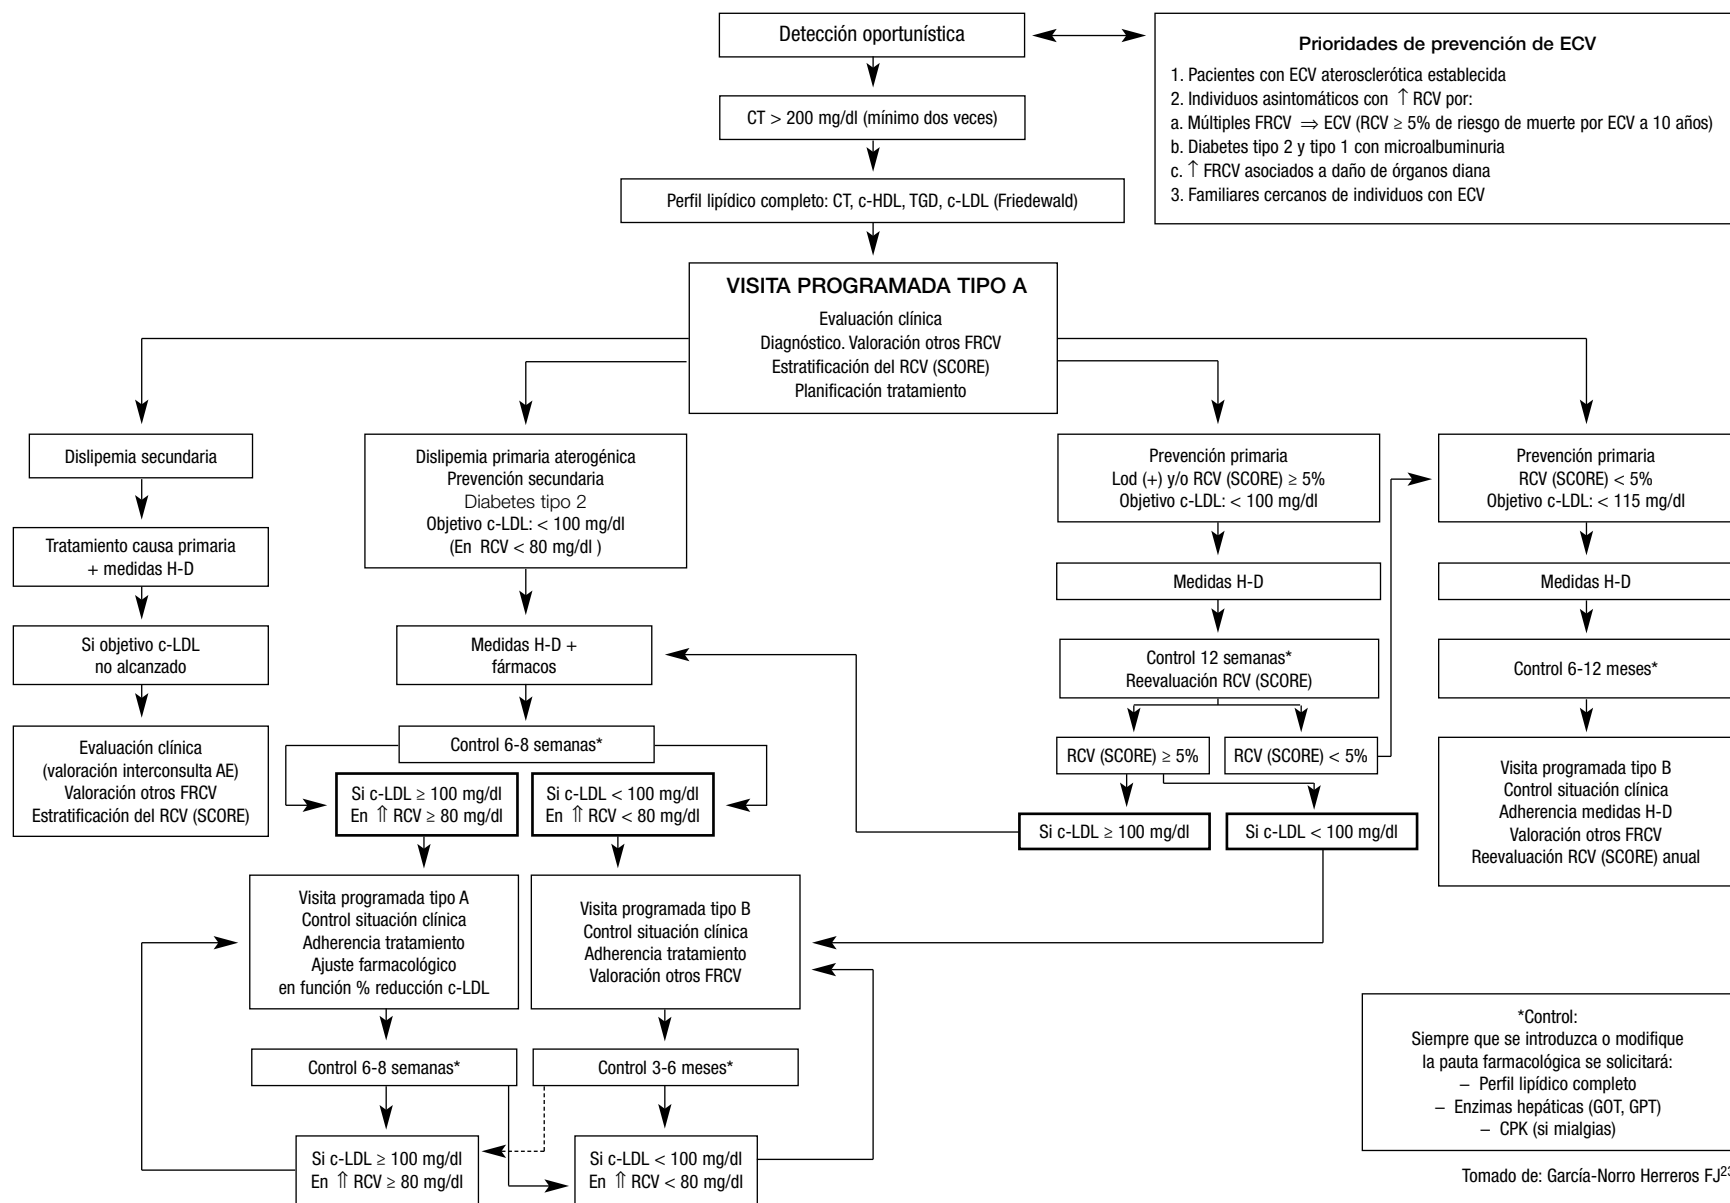 Detección oportunística
Prioridades de prevención de ECV
1. Pacientes con ECV aterosclerótica establecida
2. Individuos asintomáticos con ↑ RCV por:
a. Múltiples FRCV ⇒ ECV (RCV ≥ 5% de riesgo de muerte por ECV a 10 años)
b. Diabetes tipo 2 y tipo 1 con microalbuminuria
c. ↑ FRCV asociados a daño de órganos diana
3. Familiares cercanos de individuos con ECV
CT > 200 mg/dl (mínimo dos veces)
Perfil lipídico completo: CT, c-HDL, TGD, c-LDL (Friedewald)
VISITA PROGRAMADA TIPO A
Evaluación clínica
Diagnóstico. Valoración otros FRCV
Estratificación del RCV (SCORE)
Planificación tratamiento
Dislipemia secundaria
Tratamiento causa primaria
+ medidas H-D
Si objetivo c-LDL
no alcanzado
Evaluación clínica
(valoración interconsulta AE)
Valoración otros FRCV
Estratificación del RCV (SCORE)
Dislipemia primaria aterogénica
Prevención secundaria
Diabetes tipo 2
Objetivo c-LDL: < 100 mg/dl
(En RCV < 80 mg/dl )
Medidas H-D +
fármacos
Control 6-8 semanas*
Si c-LDL ≥ 100 mg/dl
En ⇑ RCV ≥ 80 mg/dl
Si c-LDL < 100 mg/dl
En ⇑ RCV < 80 mg/dl
Visita programada tipo A
Control situación clínica
Adherencia tratamiento
Ajuste farmacológico
en función % reducción c-LDL
Visita programada tipo B
Control situación clínica
Adherencia tratamiento
Valoración otros FRCV
Control 6-8 semanas*
Control 3-6 meses*
Si c-LDL ≥ 100 mg/dl
En ⇑ RCV ≥ 80 mg/dl
Si c-LDL < 100 mg/dl
En ⇑ RCV < 80 mg/dl
Prevención primaria
Lod (+) y/o RCV (SCORE) ≥ 5%
Objetivo c-LDL: < 100 mg/dl
Medidas H-D
Control 12 semanas*
Reevaluación RCV (SCORE)
RCV (SCORE) ≥ 5%
RCV (SCORE) < 5%
Si c-LDL ≥ 100 mg/dl
Si c-LDL < 100 mg/dl
Prevención primaria
RCV (SCORE) < 5%
Objetivo c-LDL: < 115 mg/dl
Medidas H-D
Control 6-12 meses*
Visita programada tipo B
Control situación clínica
Adherencia medidas H-D
Valoración otros FRCV
Reevaluación RCV (SCORE) anual
*Control:
Siempre que se introduzca o modifique
la pauta farmacológica se solicitará:
– Perfil lipídico completo
– Enzimas hepáticas (GOT, GPT)
– CPK (si mialgias)
Tomado de: García-Norro Herreros FJ23